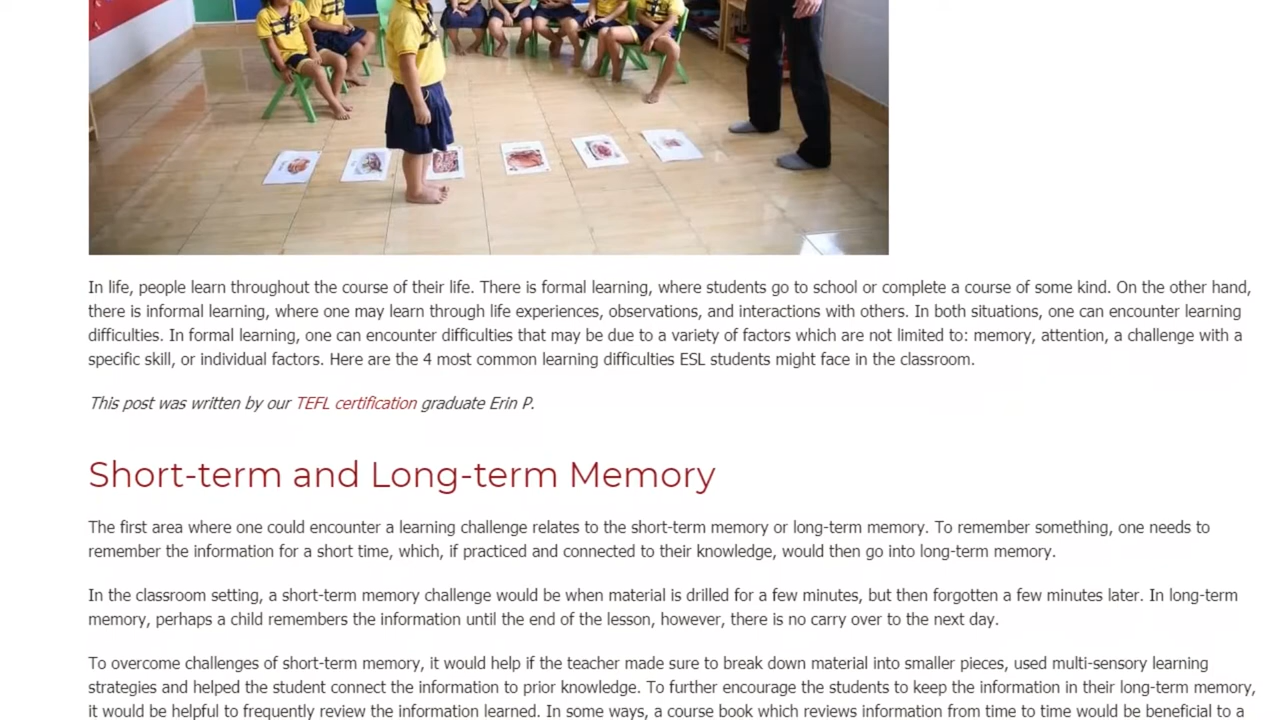 In life, people learn throughout the course of their life. There is formal learning, where students go to school or complete a course of some kind. On the other hand,
there is informal learning, where one may learn through life experiences, observations, and interactions with others. In both situations, one can encounter learning
difficulties. In formal learning, one can encounter difficulties that may be due to a variety of factors which are not limited to: memory, attention, a challenge with a
specific skill, or individual factors. Here are the 4 most common learning difficulties ESL students might face in the classroom.
This post was written by our TEFL certification graduate Erin P.
Short-term and Long-term Memory
The first area where one could encounter a learning challenge relates to the short-term memory or long-term memory. To remember something, one needs to
remember the information for a short time, which, if practiced and connected to their knowledge, would then go into long-term memory.
In the classroom setting, a short-term memory challenge would be when material is drilled for a few minutes, but then forgotten a few minutes later. In long-term
memory, perhaps a child remembers the information until the end of the lesson, however, there is no carry over to the next day.
To overcome challenges of short-term memory, it would help if the teacher made sure to break down material into smaller pieces, used multi-sensory learning
strategies and helped the student connect the information to prior knowledge. To further encourage the students to keep the information in their long-term memory,
it would be helpful to frequently review the information learned. In some ways, a course book which reviews information from time to time would be beneficial to a